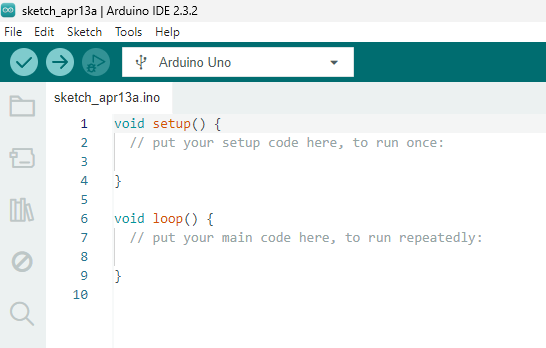 sketch_apr13a | Arduino IDE 2.3.2
File Edit Sketch Tools Help
Arduino Uno
sketch_apr13a.ino
1 void setup() {
2 // put your setup code here, to run once:
3
4 }
5
6 void loop() {
7 // put your main code here, to run repeatedly:
8
9 }
10